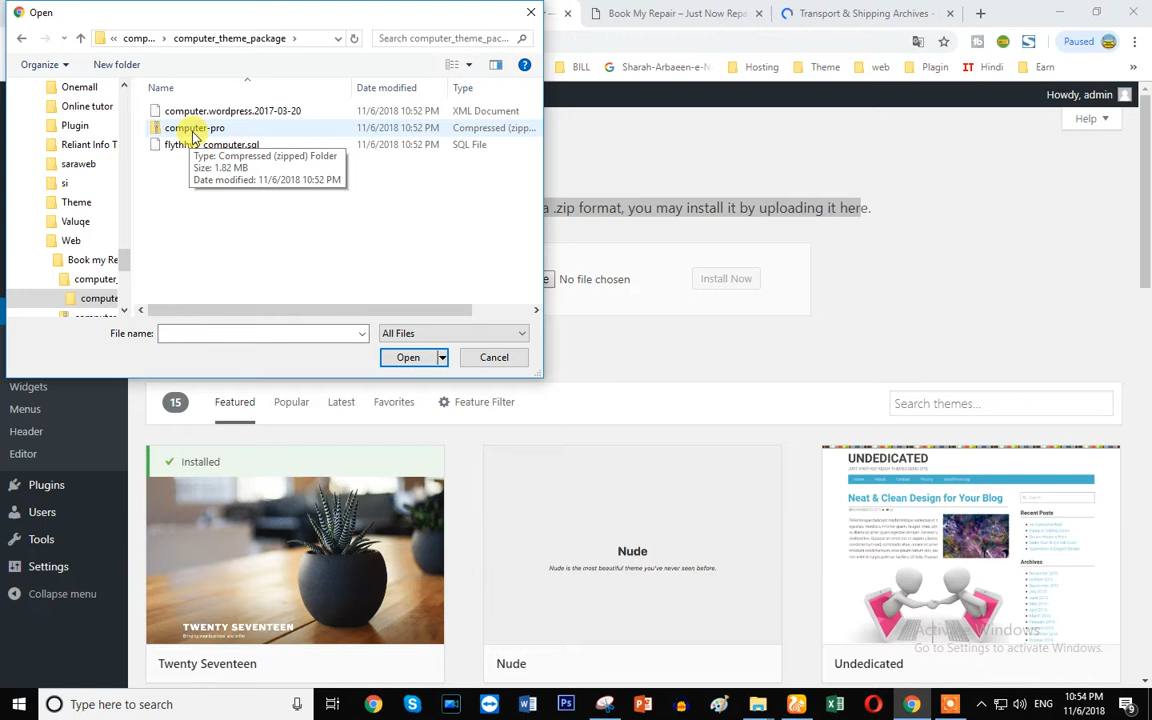 Open
Book My Repair – Just Now Repa
Transport & Shipping Archives -
« comp... › computer_theme_package ›
Search computer_theme_pac...
Paused
Organize
New folder
BILL
Sharah-Arbaeen-e-N
Hosting
Theme
web
Plagin
IT Hindi
Earn
Howdy, admin
Help
Name
Date modified
Type
Onemall
Online tutor
Plugin
Reliant Info T
saraweb
si
Theme
Valuqe
Web
Book my Re
computer_
compute
computer.wordpress.2017-03-20
11/6/2018 10:52 PM
XML Document
computer-pro
11/6/2018 10:52 PM
Compressed (zipp...
computer.sql
11/6/2018 10:52 PM
SQL File
Type: Compressed (zipped) Folder
Size: 1.82 MB
Date modified: 11/6/2018 10:52 PM
a .zip format, you may install it by uploading it here.
No file chosen
Install Now
File name:
All Files
Open
Cancel
Widgets
Menus
Header
Editor
Plugins
Users
Tools
Settings
Collapse menu
15
Featured
Popular
Latest
Favorites
Feature Filter
Search themes...
Installed
TWENTY SEVENTEEN
Twenty Seventeen
Nude
Nude is the most beautiful theme you've never seen before.
Nude
UNDEDICATED
Neat & Clean Design for Your Blog
Recent Posts
Archives
Undedicated
Activate Windows
Go to Settings to activate Windows.
Type here to search
ENG
10:54 PM
11/6/2018
9